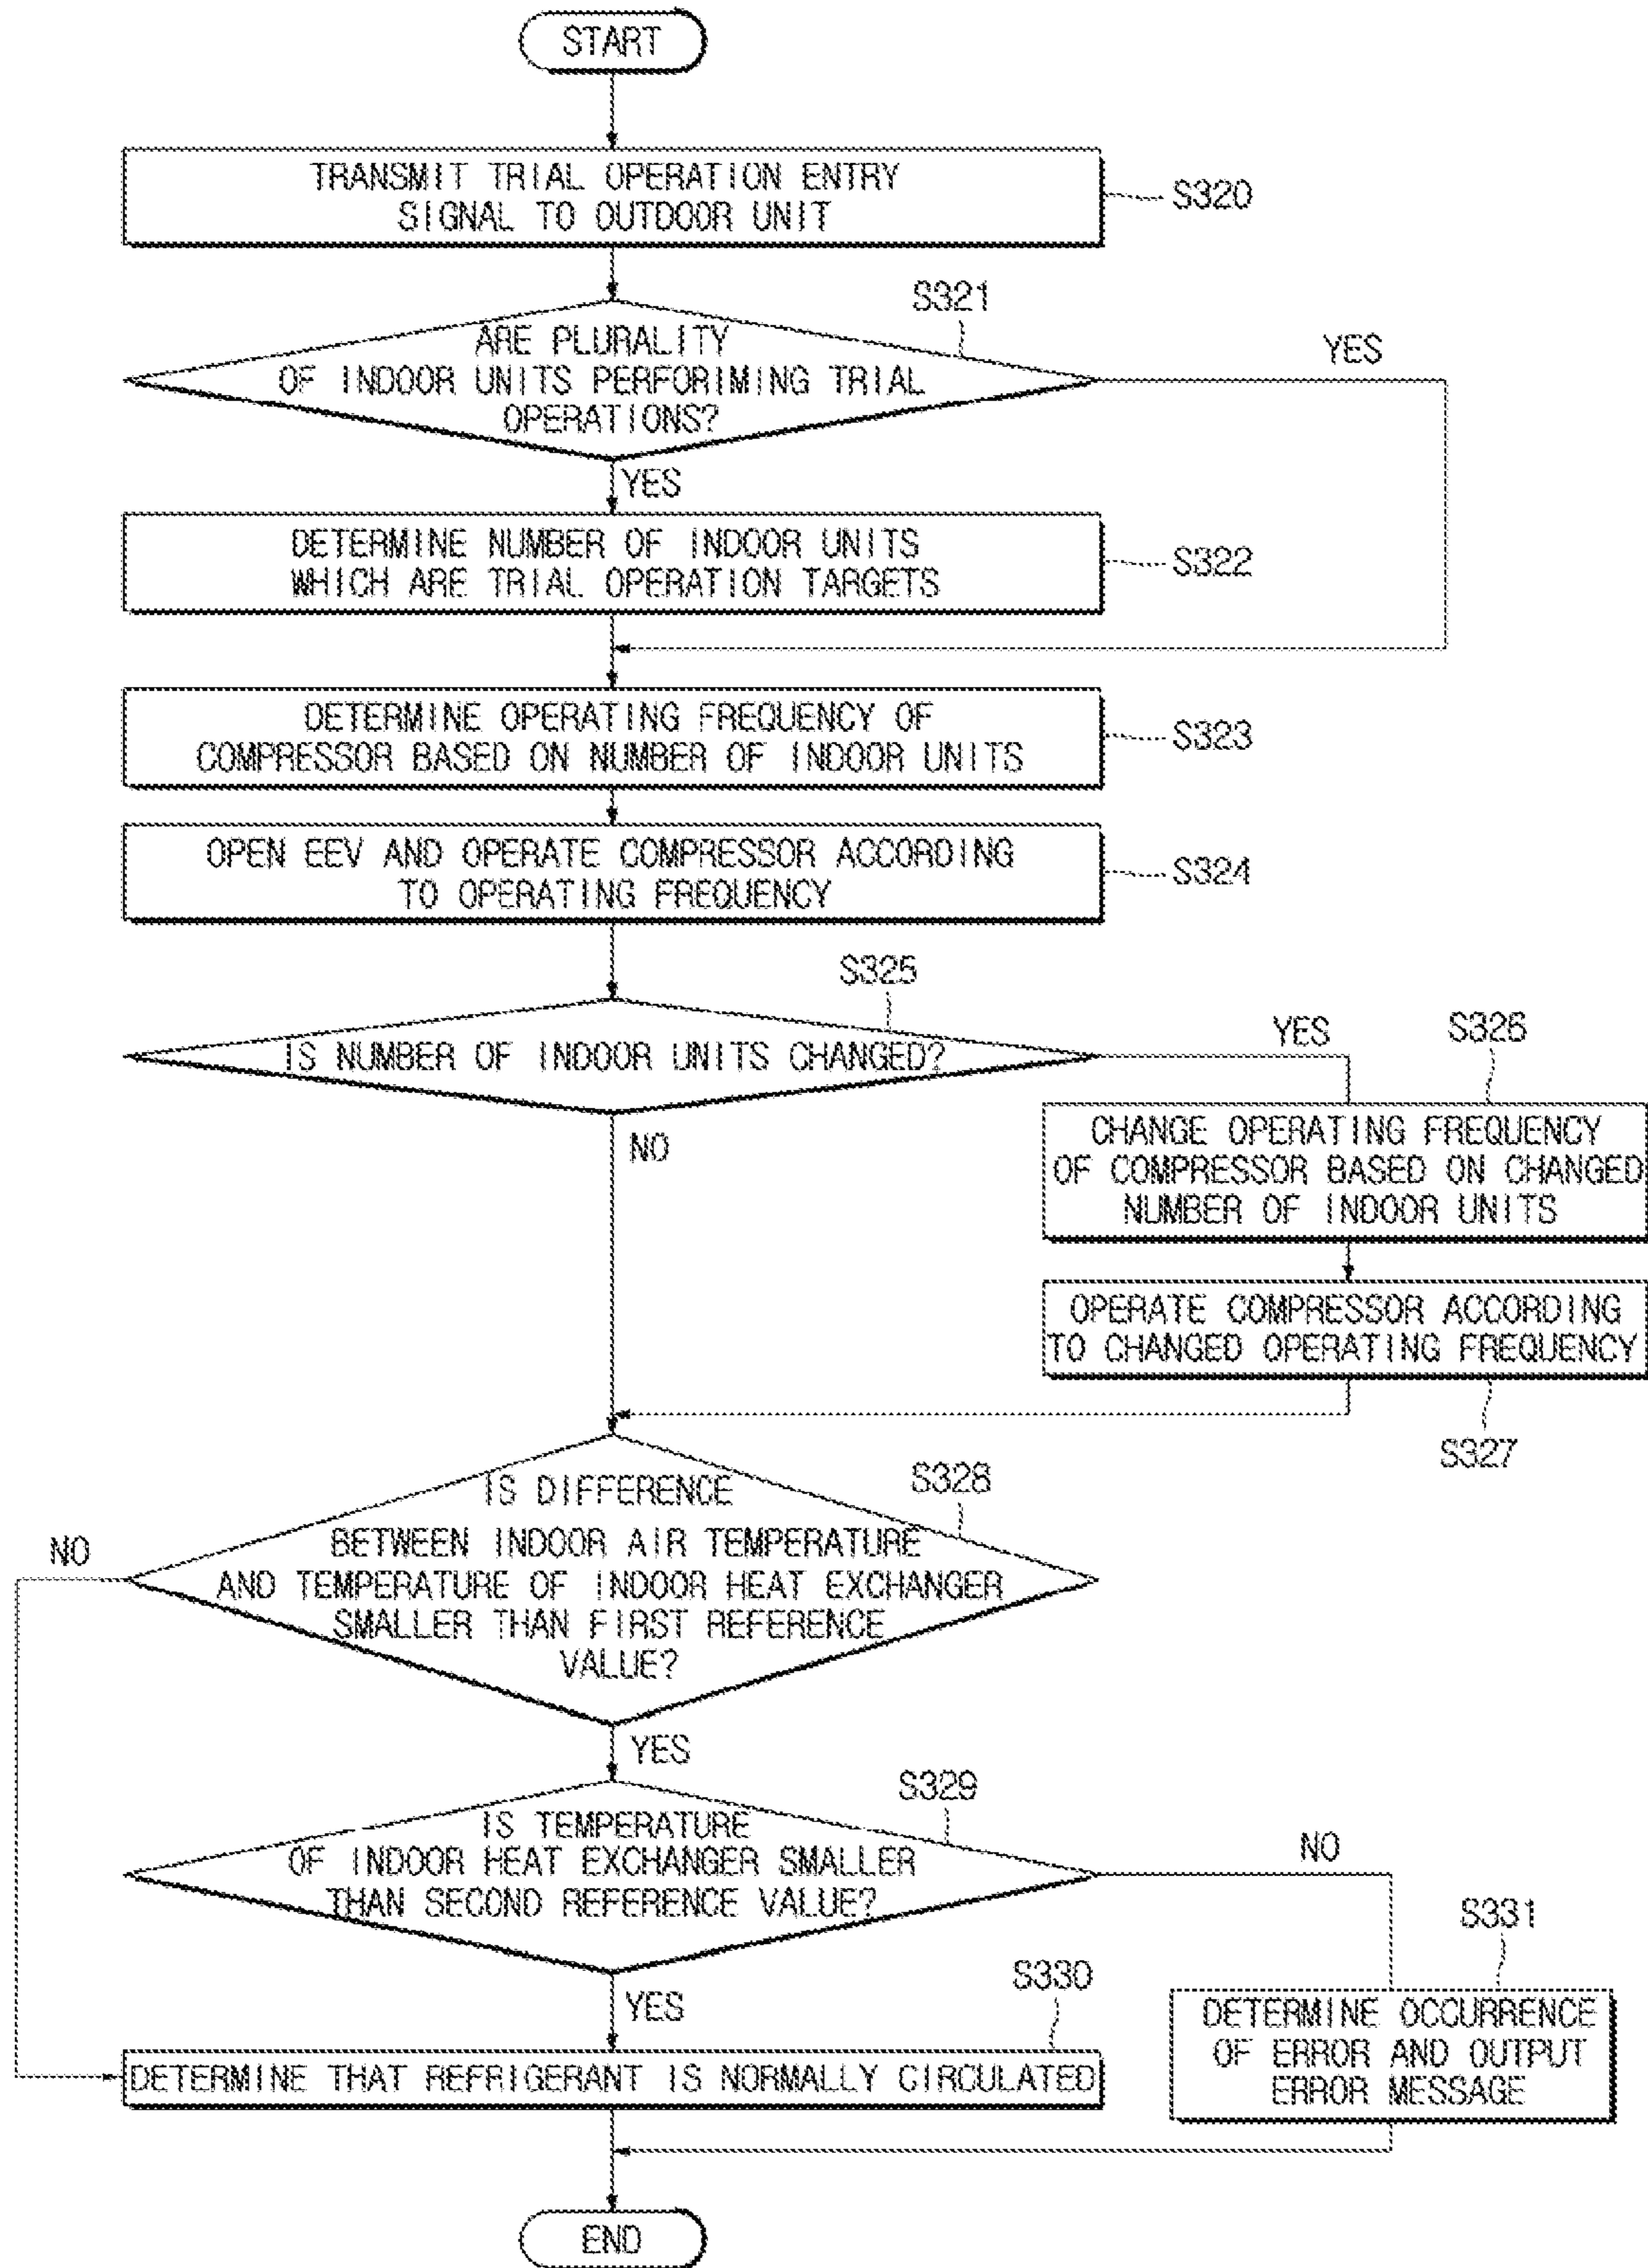 START
TRANSMIT TRIAL OPERATION ENTRY
SIGNAL TO OUTDOOR UNIT
S320
S321
ARE PLURALITY
OF INDOOR UNITS PERFORIMING TRIAL
OPERATIONS?
YES
YES
DETERMINE NUMBER OF INDOOR UNITS
WHICH ARE TRIAL OPERATION TARGETS
S322
DETERMINE OPERATING FREQUENCY OF
COMPRESSOR BASED ON NUMBER OF INDOOR UNITS
S323
OPEN EEV AND OPERATE COMPRESSOR ACCORDING
TO OPERATING FREQUENCY
S324
S325
IS NUMBER OF INDOOR UNITS CHANGED?
YES
NO
S326
CHANGE OPERATING FREQUENCY
OF COMPRESSOR BASED ON CHANGED
NUMBER OF INDOOR UNITS
OPERATE COMPRESSOR ACCORDING
TO CHANGED OPERATING FREQUENCY
S327
S328
IS DIFFERENCE
BETWEEN INDOOR AIR TEMPERATURE
AND TEMPERATURE OF INDOOR HEAT EXCHANGER
SMALLER THAN FIRST REFERENCE
VALUE?
NO
YES
S329
IS TEMPERATURE
OF INDOOR HEAT EXCHANGER SMALLER
THAN SECOND REFERENCE VALUE?
NO
YES
S330
DETERMINE THAT REFRIGERANT IS NORMALLY CIRCULATED
S331
DETERMINE OCCURRENCE
OF ERROR AND OUTPUT
ERROR MESSAGE
END